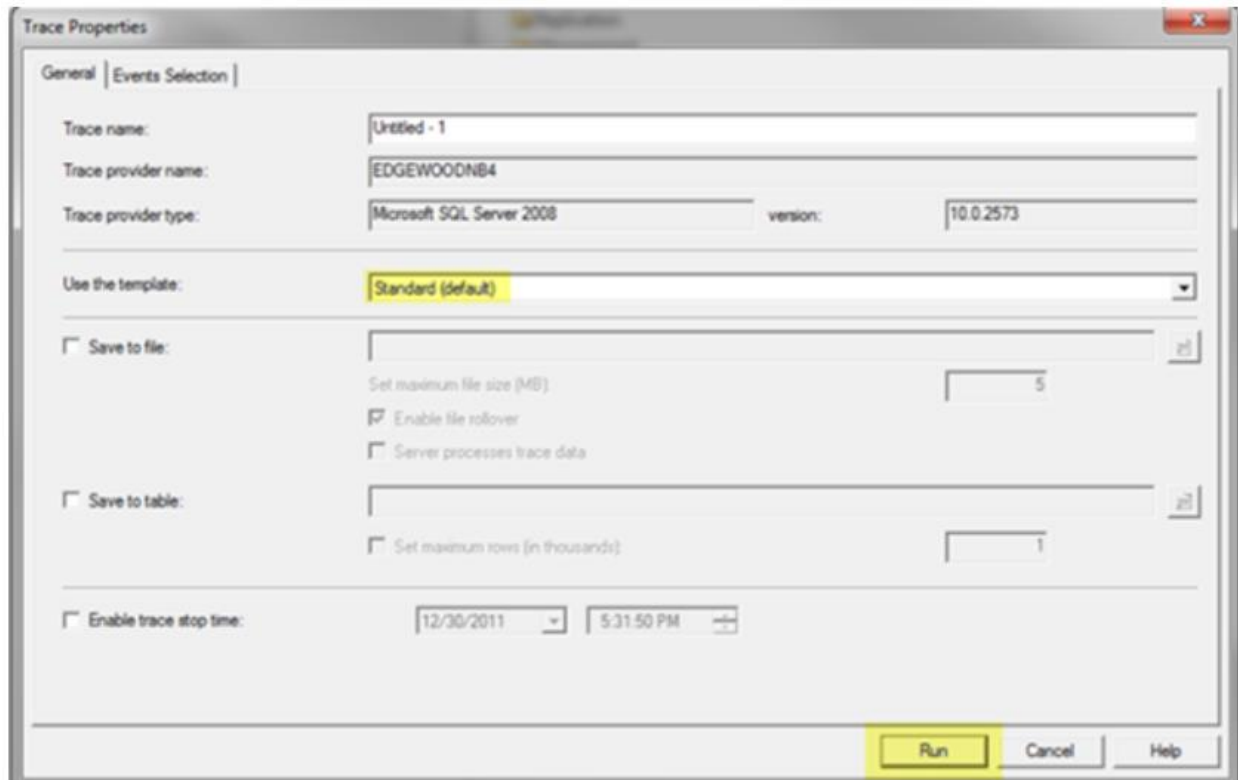 Trace Properties
General Events Selection
Trace name: Untitled - 1
Trace provider name: EDGEWOODNB4
Trace provider type: Microsoft SQL Server 2008 version: 10.0.2573
Use the template: Standard (default)
Save to file:
Set maximum file size (MB): 5
Enable file rollover
Server processes trace data
Save to table:
Set maximum rows (in thousands): 1
Enable trace stop time: 12/30/2011 5:31:50 PM
Run Cancel Help